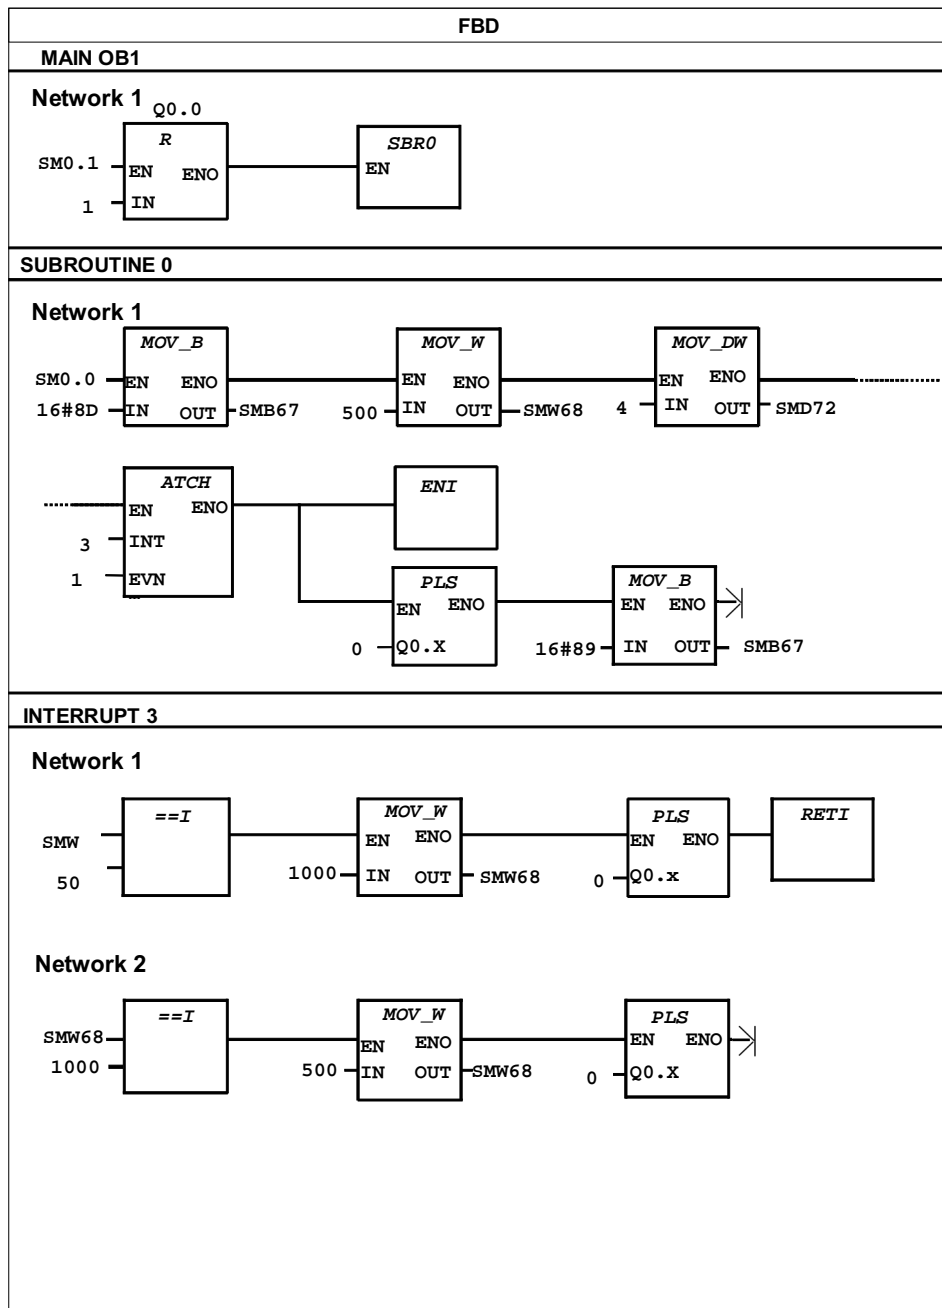 FBD
MAIN OB1
Network 1
Q0.0
R
SBR0
SM0.1
EN ENO
EN
1
IN
SUBROUTINE 0
Network 1
MOV_B
MOV_W
MOV_DW
SM0.0
EN ENO
EN ENO
EN ENO
16#8D
IN OUT
SMB67
500
IN OUT
SMW68
4
IN OUT
SMD72
ATCH
ENI
EN ENO
3
INT
1
EVN
PLS
MOV_B
EN ENO
EN ENO
0
Q0.X
16#89
IN OUT
SMB67
INTERRUPT 3
Network 1
==I
MOV_W
PLS
RETI
SMW
EN ENO
EN ENO
50
1000
IN OUT
SMW68
0
Q0.x
Network 2
==I
MOV_W
PLS
SMW68
EN ENO
EN ENO
1000
500
IN OUT
SMW68
0
Q0.X